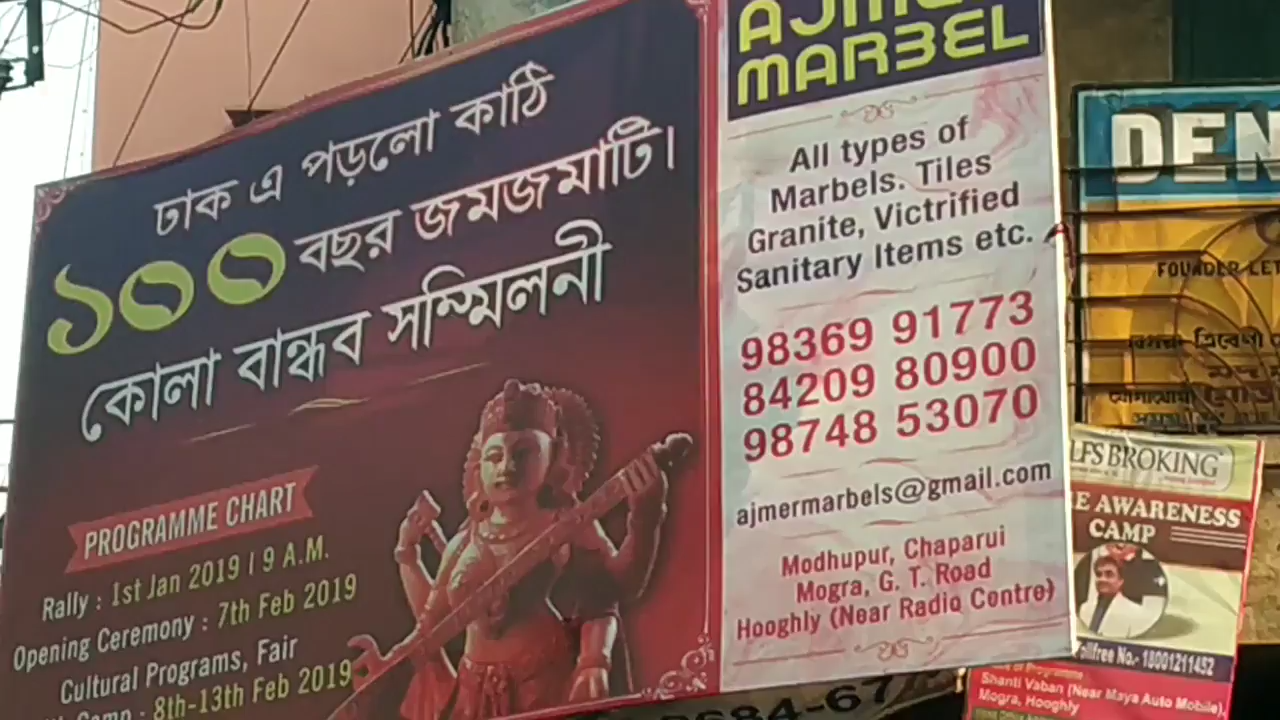 ঢাক এ পড়লো কাঠি
১০০ বছর জমজমাটি।
কোলা বান্ধব সম্মিলনী
PROGRAMME CHART
Rally : 1st Jan 2019 | 9 A.M.
Opening Ceremony : 7th Feb 2019
Cultural Programs, Fair
Camp : 8th-13th Feb 2019
MARBEL
All types of
Marbels. Tiles
Granite, Victrified
Sanitary Items etc.
98369 91773
84209 80900
98748 53070
ajmermarbels@gmail.com
Modhupur, Chaparui
Mogra, G. T. Road
Hooghly (Near Radio Centre)
DEN
LFS BROKING
AWARENESS
CAMP
No.- 18001211452
Shanti Vaban (Near Maya Auto Mobile),
Mogra, Hooghly